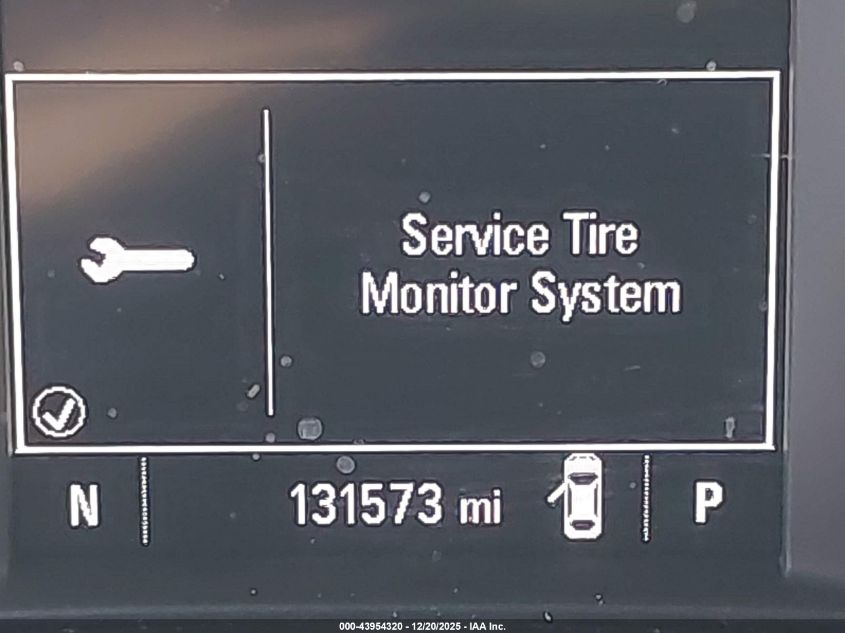 Service Tire
Monitor System
N 131573 mi P
000-43954320 - 12/20/2025 - IAA Inc.